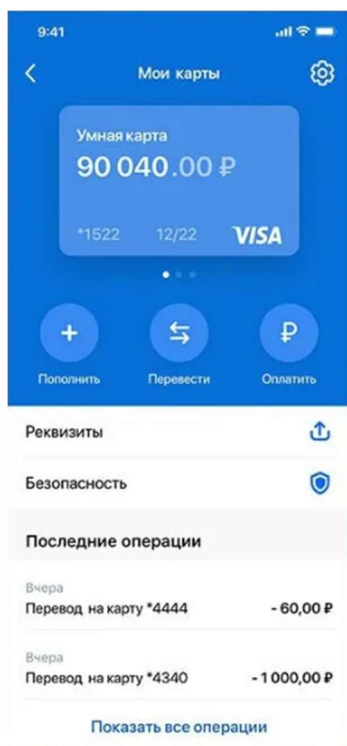 9:41
Мои карты
Умная карта
90 040.00 ₽
*1522 12/22 VISA
Пополнить Перевести Оплатить
Реквизиты
Безопасность
Последние операции
Вчера
Перевод на карту *4444 - 60,00 ₽
Вчера
Перевод на карту *4340 - 1 000,00 ₽
Показать все операции